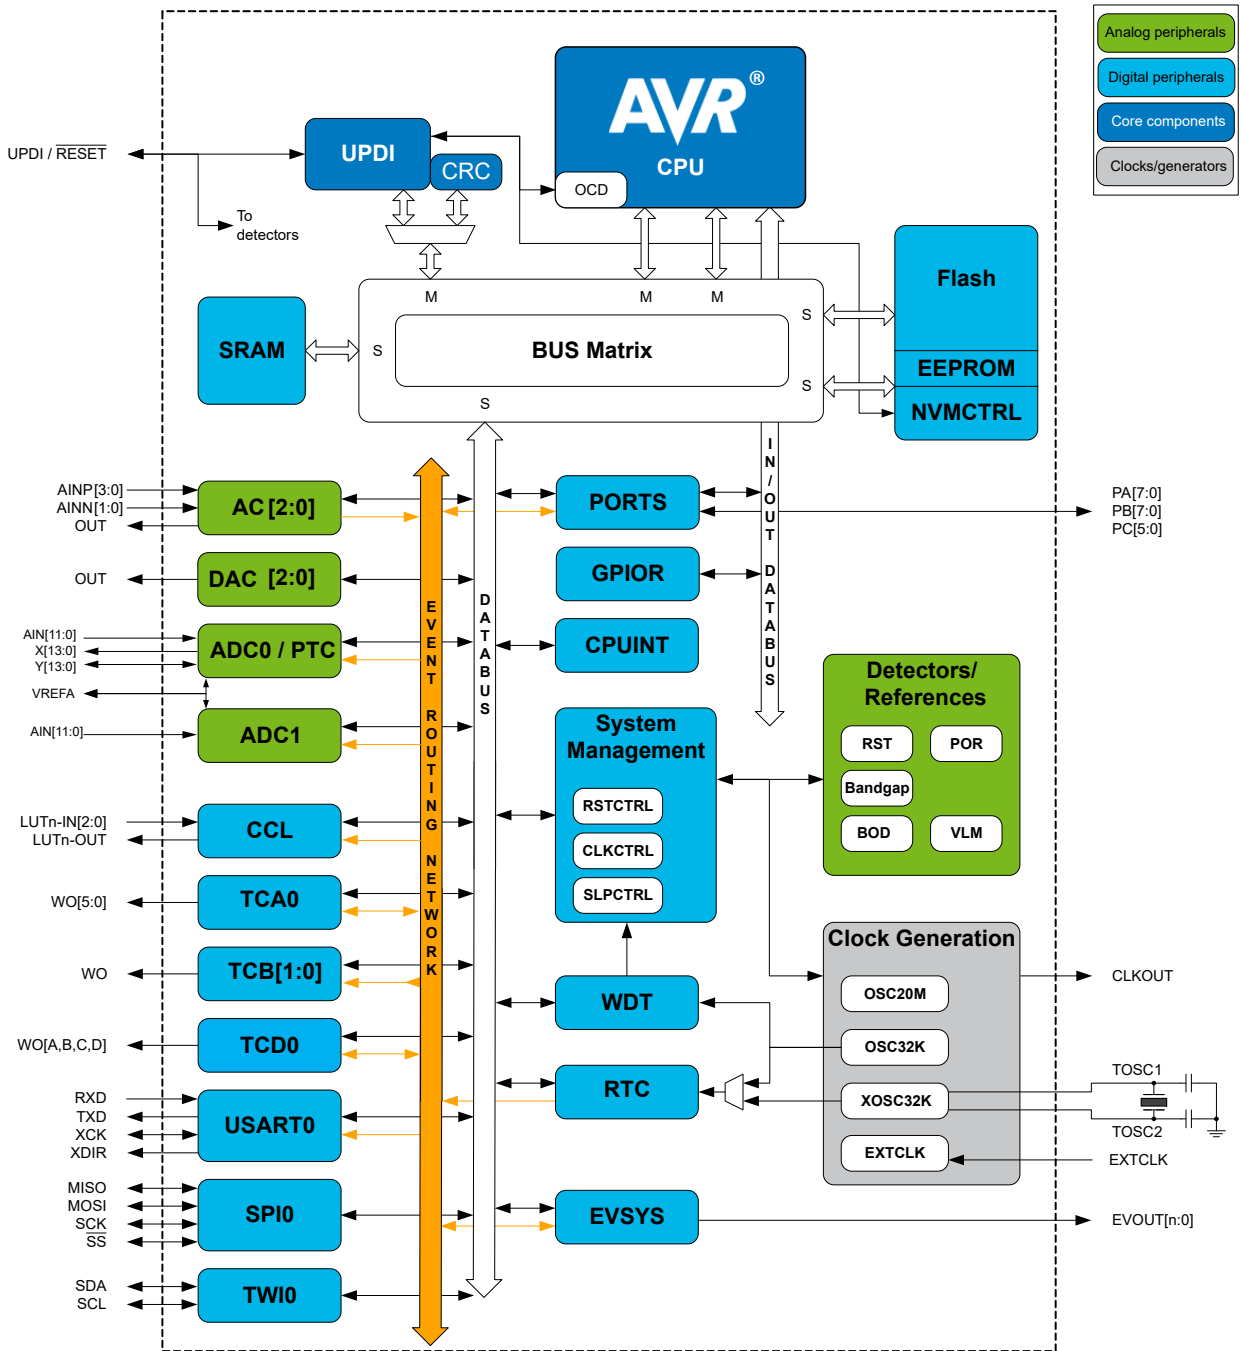 Analog peripherals
Digital peripherals
Core components
Clocks/generators
AVR®
CPU
OCD
UPDI / RESET
UPDI
CRC
To
detectors
M
M
M
Flash
S
SRAM
S
BUS Matrix
EEPROM
S
NVMCTRL
S
IN/OUT DATABUS
DATABUS
EVENT ROUTING NETWORK
AINP[3:0]
AINN[1:0]
OUT
AC [2:0]
PORTS
PA[7:0]
PB[7:0]
PC[5:0]
OUT
DAC [2:0]
GPIOR
AIN[11:0]
X[13:0]
Y[13:0]
ADC0 / PTC
CPUINT
VREFA
AIN[11:0]
ADC1
System
Management
RSTCTRL
CLKCTRL
SLPCTRL
Detectors/
References
RST
POR
Bandgap
BOD
VLM
LUTn-IN[2:0]
LUTn-OUT
CCL
WO[5:0]
TCA0
WO
TCB[1:0]
WDT
Clock Generation
OSC20M
OSC32K
XOSC32K
EXTCLK
CLKOUT
WO[A,B,C,D]
TCD0
RTC
TOSC1
TOSC2
EXTCLK
RXD
TXD
XCK
XDIR
USART0
MISO
MOSI
SCK
SS
SPI0
EVSYS
EVOUT[n:0]
SDA
SCL
TWI0